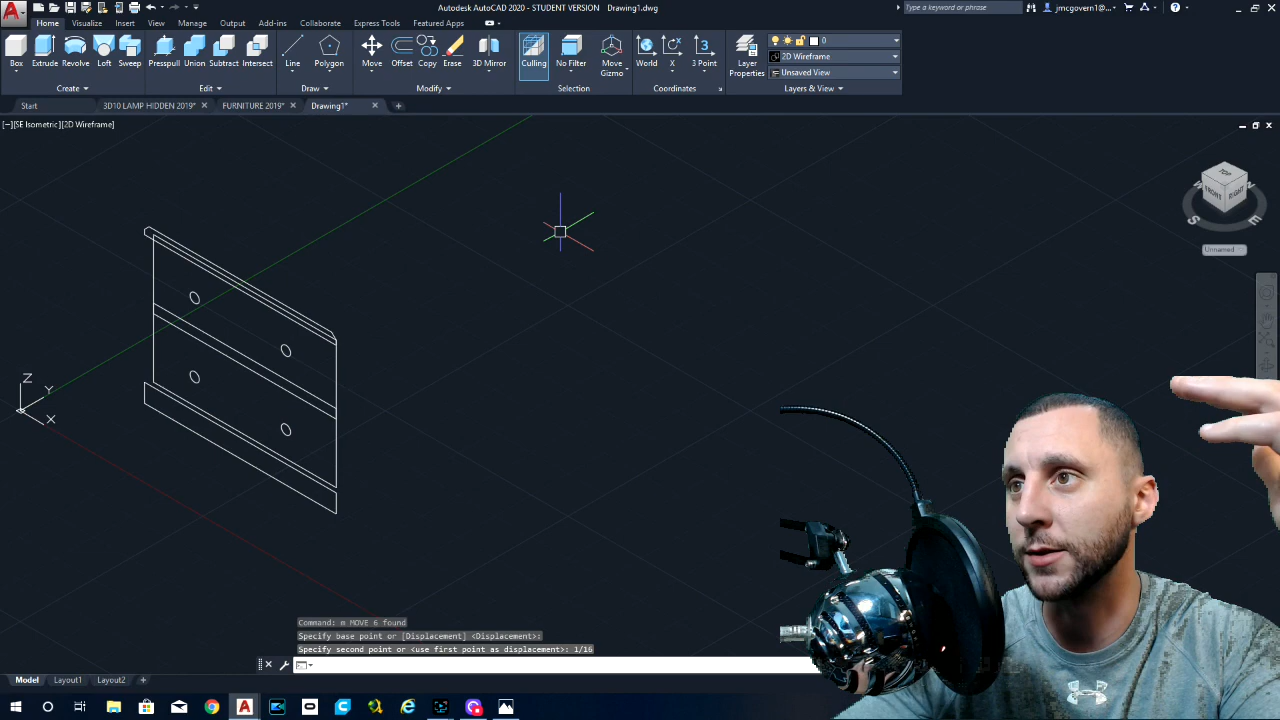 Autodesk AutoCAD 2020 - STUDENT VERSION Drawing1.dwg
Type a keyword or phrase
jmcgovern1@...
Home Visualize Insert View Manage Output Add-ins Collaborate Express Tools Featured Apps
Box Extrude Revolve Loft Sweep Presspull Union Subtract Intersect Line Polygon Move Offset Copy Erase 3D Mirror Culling No Filter Move Gizmo World X 3 Point Layer Properties
0
2D Wireframe
Unsaved View
Create Edit Draw Modify Selection Coordinates Layers & View
Start 3D10 LAMP HIDDEN 2019* FURNITURE 2019* Drawing1*
[−][SE Isometric][2D Wireframe]
TOP
FRONT RIGHT
W N
S E
Unnamed
Z
Y
X
Command: m MOVE 6 found
Specify base point or [Displacement] <Displacement>:
Specify second point or <use first point as displacement>: 1/16
Model Layout1 Layout2